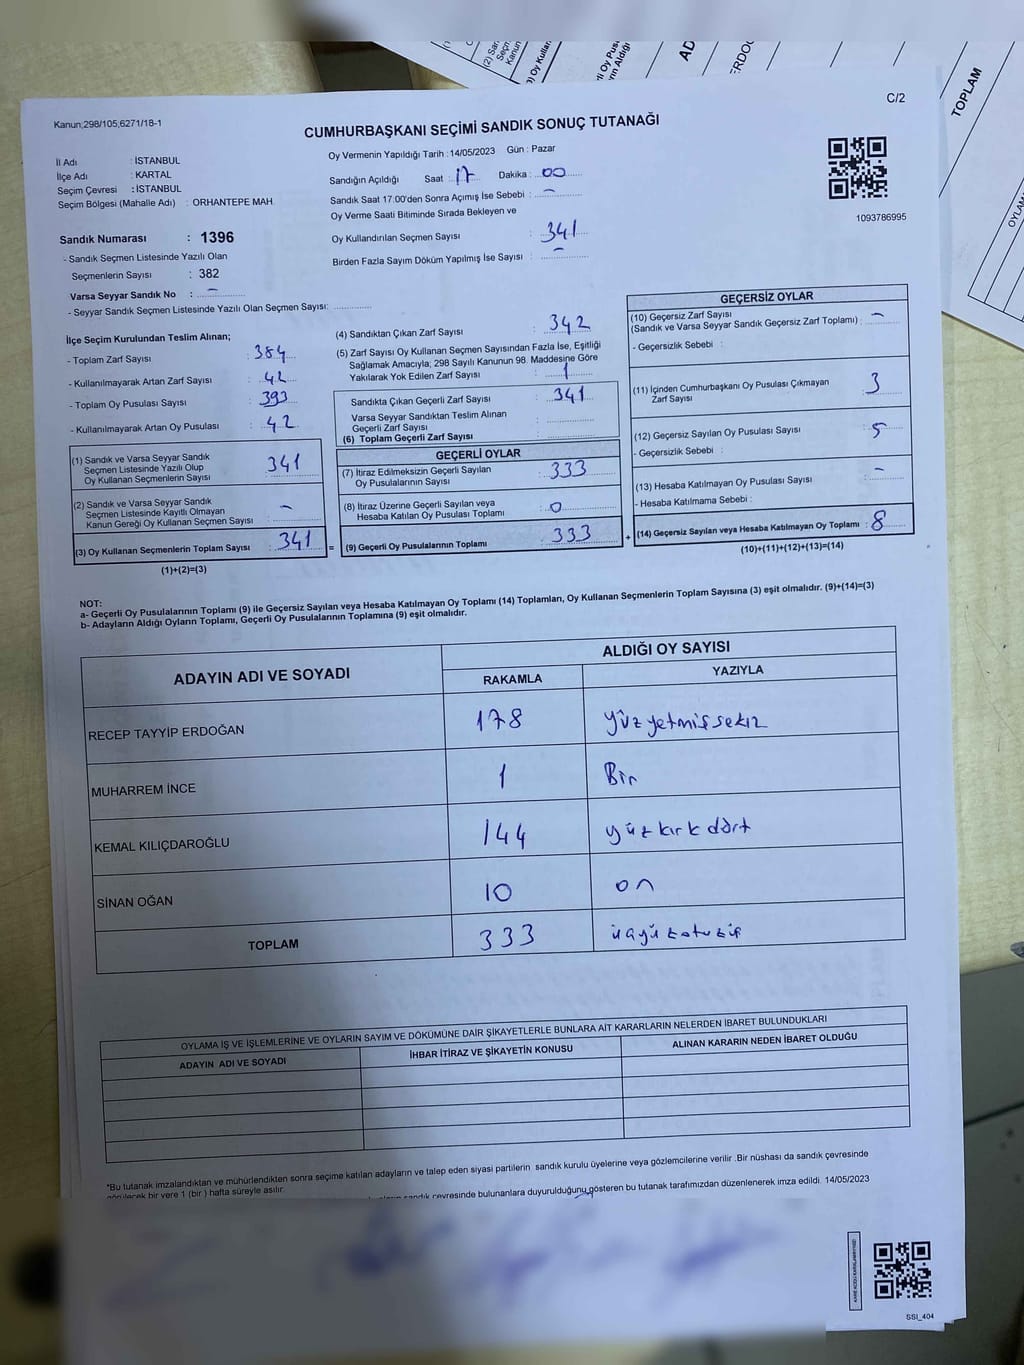 C/2
Kanun;298/105,6271/18-1
CUMHURBAŞKANI SEÇİMİ SANDIK SONUÇ TUTANAĞI
İl Adı : İSTANBUL
İlçe Adı : KARTAL
Seçim Çevresi : İSTANBUL
Seçim Bölgesi (Mahalle Adı) : ORHANTEPE MAH.
Sandık Numarası : 1396
- Sandık Seçmen Listesinde Yazılı Olan
Seçmenlerin Sayısı : 382
Varsa Seyyar Sandık No : -
- Seyyar Sandık Seçmen Listesinde Yazılı Olan Seçmen Sayısı:
Oy Vermenin Yapıldığı Tarih : 14/05/2023 Gün : Pazar
Sandığın Açıldığı Saat : 17 Dakika : 00
Sandık Saat 17.00'den Sonra Açımış İse Sebebi : -
Oy Verme Saati Bitiminde Sırada Bekleyen ve
Oy Kullandırılan Seçmen Sayısı : 341
Birden Fazla Sayım Döküm Yapılmış İse Sayısı : -
1093786995
İlçe Seçim Kurulundan Teslim Alınan;
- Toplam Zarf Sayısı : 384
- Kullanılmayarak Artan Zarf Sayısı : 42
- Toplam Oy Pusulası Sayısı : 393
- Kullanılmayarak Artan Oy Pusulası : 42
(1) Sandık ve Varsa Seyyar Sandık
Seçmen Listesinde Yazılı Olup
Oy Kullanan Seçmenlerin Sayısı : 341
(2) Sandık ve Varsa Seyyar Sandık
Seçmen Listesinde Kayıtlı Olmayan
Kanun Gereği Oy Kullanan Seçmen Sayısı : -
(3) Oy Kullanan Seçmenlerin Toplam Sayısı : 341
(1)+(2)=(3)
(4) Sandıktan Çıkan Zarf Sayısı : 342
(5) Zarf Sayısı Oy Kullanan Seçmen Sayısından Fazla İse, Eşitliği
Sağlamak Amacıyla; 298 Sayılı Kanunun 98. Maddesine Göre
Yakılarak Yok Edilen Zarf Sayısı : 1
Sandıkta Çıkan Geçerli Zarf Sayısı : 341
Varsa Seyyar Sandıktan Teslim Alınan
Geçerli Zarf Sayısı :
(6) Toplam Geçerli Zarf Sayısı :
GEÇERLİ OYLAR
(7) İtiraz Edilmeksizin Geçerli Sayılan
Oy Pusulalarının Sayısı : 333
(8) İtiraz Üzerine Geçerli Sayılan veya
Hesaba Katılan Oy Pusulası Toplamı : 0
= (9) Geçerli Oy Pusulalarının Toplamı : 333
GEÇERSİZ OYLAR
(10) Geçersiz Zarf Sayısı
(Sandık ve Varsa Seyyar Sandık Geçersiz Zarf Toplamı) : -
- Geçersizlik Sebebi :
(11) İçinden Cumhurbaşkanı Oy Pusulası Çıkmayan
Zarf Sayısı : 3
(12) Geçersiz Sayılan Oy Pusulası Sayısı : 5
- Geçersizlik Sebebi :
(13) Hesaba Katılmayan Oy Pusulası Sayısı : -
- Hesaba Katılmama Sebebi :
+ (14) Geçersiz Sayılan veya Hesaba Katılmayan Oy Toplamı : 8
(10)+(11)+(12)+(13)=(14)
NOT:
a- Geçerli Oy Pusulalarının Toplamı (9) ile Geçersiz Sayılan veya Hesaba Katılmayan Oy Toplamı (14) Toplamları, Oy Kullanan Seçmenlerin Toplam Sayısına (3) eşit olmalıdır. (9)+(14)=(3)
b- Adayların Aldığı Oyların Toplamı, Geçerli Oy Pusulalarının Toplamına (9) eşit olmalıdır.
ADAYIN ADI VE SOYADI ALDIĞI OY SAYISI
RAKAMLA YAZIYLA
RECEP TAYYİP ERDOĞAN 178 Yüz yetmiş sekiz
MUHARREM İNCE 1 Bir
KEMAL KILIÇDAROĞLU 144 yüz kırk dört
SİNAN OĞAN 10 on
TOPLAM 333 üçyüzotuzüç
OYLAMA İŞ VE İŞLEMLERİNE VE OYLARIN SAYIM VE DÖKÜMÜNE DAİR ŞİKAYETLERLE BUNLARA AİT KARARLARIN NELERDEN İBARET BULUNDUKLARI
ADAYIN ADI VE SOYADI İHBAR İTİRAZ VE ŞİKAYETİN KONUSU ALINAN KARARIN NEDEN İBARET OLDUĞU
*Bu tutanak imzalandıktan ve mühürlendikten sonra seçime katılan adayların ve talep eden siyasi partilerin sandık kurulu üyelerine veya gözlemcilerine verilir .Bir nüshası da sandık çevresinde
görülecek bir yere 1 (bir ) hafta süreyle asılır.
sandık çevresinde bulunanlara duyurulduğunu gösteren bu tutanak tarafımızdan düzenlenerek imza edildi. 14/05/2023
SSI_404
TOPLAM